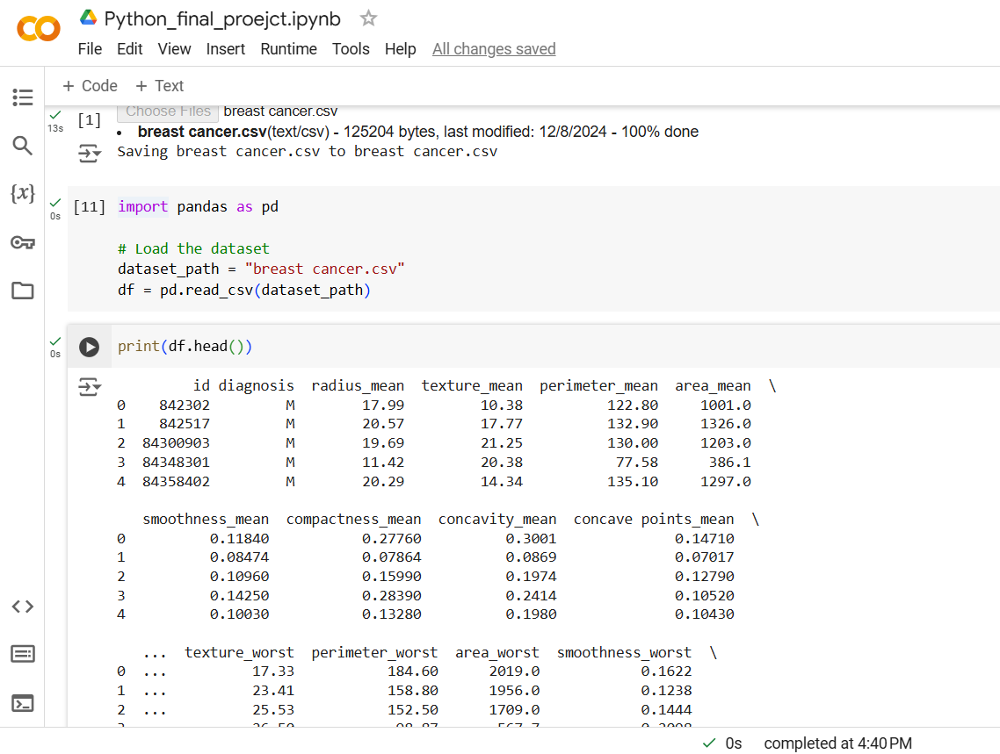 Python_final_proejct.ipynb
File Edit View Insert Runtime Tools Help All changes saved
+ Code + Text
Choose Files breast cancer.csv
13s [1]
• breast cancer.csv(text/csv) - 125204 bytes, last modified: 12/8/2024 - 100% done
Saving breast cancer.csv to breast cancer.csv
{x}
0s [11] import pandas as pd
# Load the dataset
dataset_path = "breast cancer.csv"
df = pd.read_csv(dataset_path)
0s print(df.head())
id diagnosis radius_mean texture_mean perimeter_mean area_mean \
0 842302 M 17.99 10.38 122.80 1001.0
1 842517 M 20.57 17.77 132.90 1326.0
2 84300903 M 19.69 21.25 130.00 1203.0
3 84348301 M 11.42 20.38 77.58 386.1
4 84358402 M 20.29 14.34 135.10 1297.0
smoothness_mean compactness_mean concavity_mean concave points_mean \
0 0.11840 0.27760 0.3001 0.14710
1 0.08474 0.07864 0.0869 0.07017
2 0.10960 0.15990 0.1974 0.12790
3 0.14250 0.28390 0.2414 0.10520
4 0.10030 0.13280 0.1980 0.10430
... texture_worst perimeter_worst area_worst smoothness_worst \
0 ... 17.33 184.60 2019.0 0.1622
1 ... 23.41 158.80 1956.0 0.1238
2 ... 25.53 152.50 1709.0 0.1444
0s completed at 4:40 PM